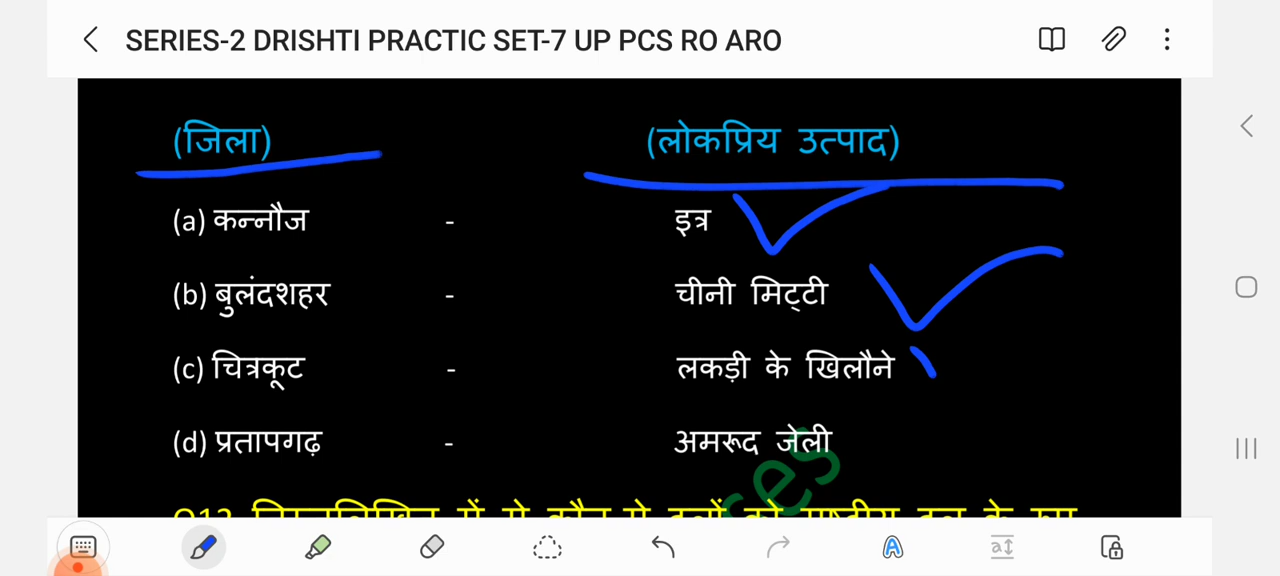 SERIES-2 DRISHTI PRACTIC SET-7 UP PCS RO ARO
(जिला) (लोकप्रिय उत्पाद)
(a) कन्नौज - इत्र
(b) बुलंदशहर - चीनी मिट्टी
(c) चित्रकूट - लकड़ी के खिलौने
(d) प्रतापगढ़ - अमरूद जेली